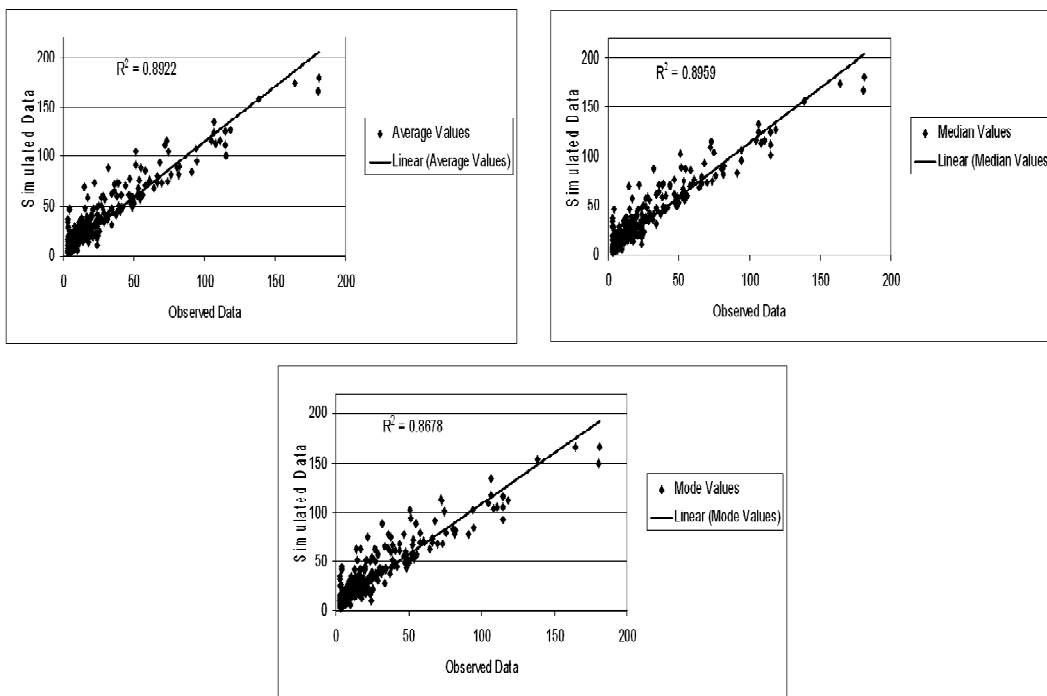 R² = 0.8922
Simulated Data
200
150
100
50
0
0 50 100 150 200
Observed Data
Average Values
Linear (Average Values)
R² = 0.8959
Simulated Data
200
150
100
50
0
0 50 100 150 200
Observed Data
Median Values
Linear (Median Values
R² = 0.8678
Simulated Data
200
150
100
50
0
0 50 100 150 200
Observed Data
Mode Values
Linear (Mode Values)